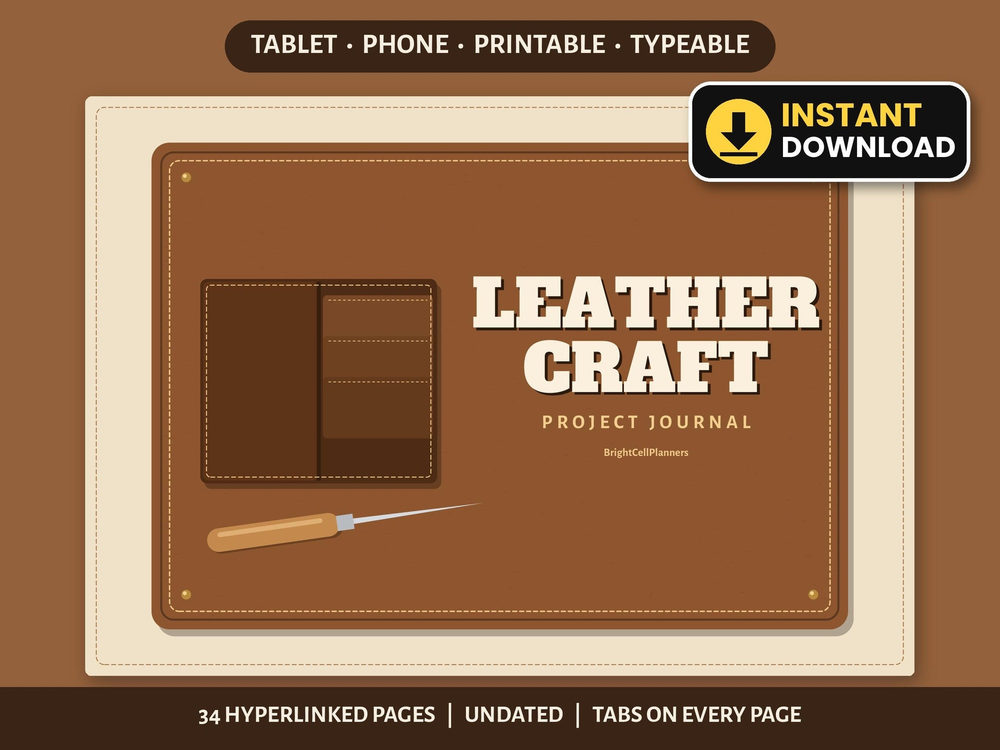 TABLET • PHONE • PRINTABLE • TYPEABLE
INSTANT
DOWNLOAD
LEATHER
CRAFT
PROJECT JOURNAL
BrightCellPlanners
34 HYPERLINKED PAGES | UNDATED | TABS ON EVERY PAGE